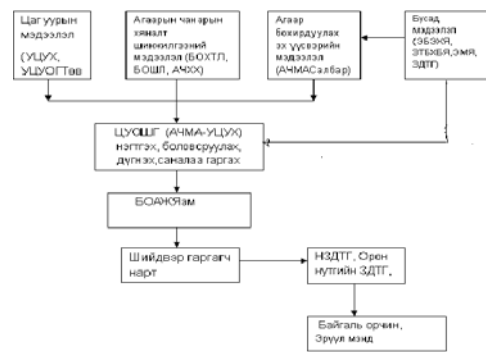 Цаг уурын
мэдээлэл
(УЦУХ,
УЦУОГТөв
Агаарын чанарын
хяналт
шинжилгээний
мэдээлэл (БОХТЛ,
БОШЛ, АЧХХ)
Агаар
бохирдуулах
эх үүсвэрийн
мэдээлэл
(АЧМАСалбар)
Бусад
мэдээлэл
(ЭБЭХЯ,
ЗТБХБЯ,ЭМЯ,
ЗДТГ)
ЦУОШГ (АЧМА-УЦУХ)
нэгтгэх, боловсруулах,
дүгнэх,саналаа гаргах
БОАЖЯам
Шийдвэр гаргагч
нарт
НЗДТГ, Орон
нутгийн ЗДТГ,
Байгаль орчин,
Эрүүл мэнд